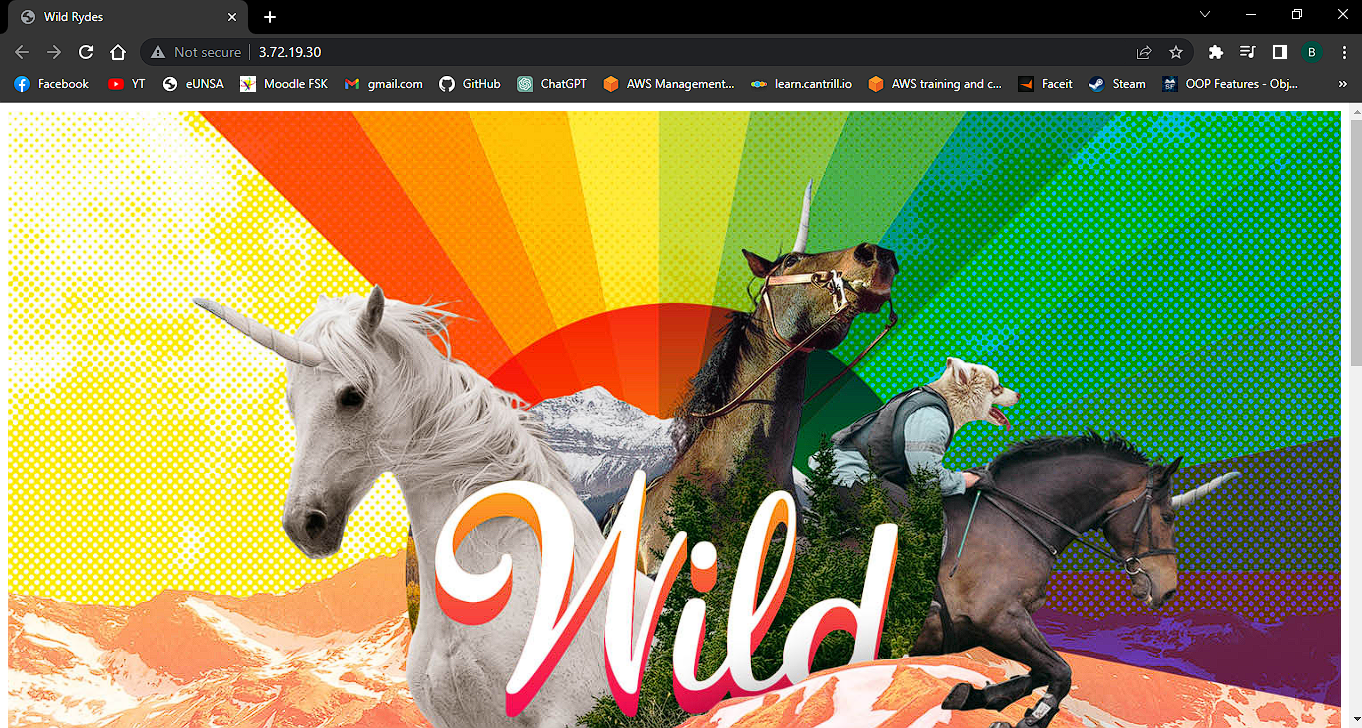 Wild Rydes
Not secure 3.72.19.30 B
Facebook YT eUNSA Moodle FSK gmail.com GitHub ChatGPT AWS Management... learn.cantrill.io AWS training and c... Faceit Steam SF OOP Features - Obj... »
Wild